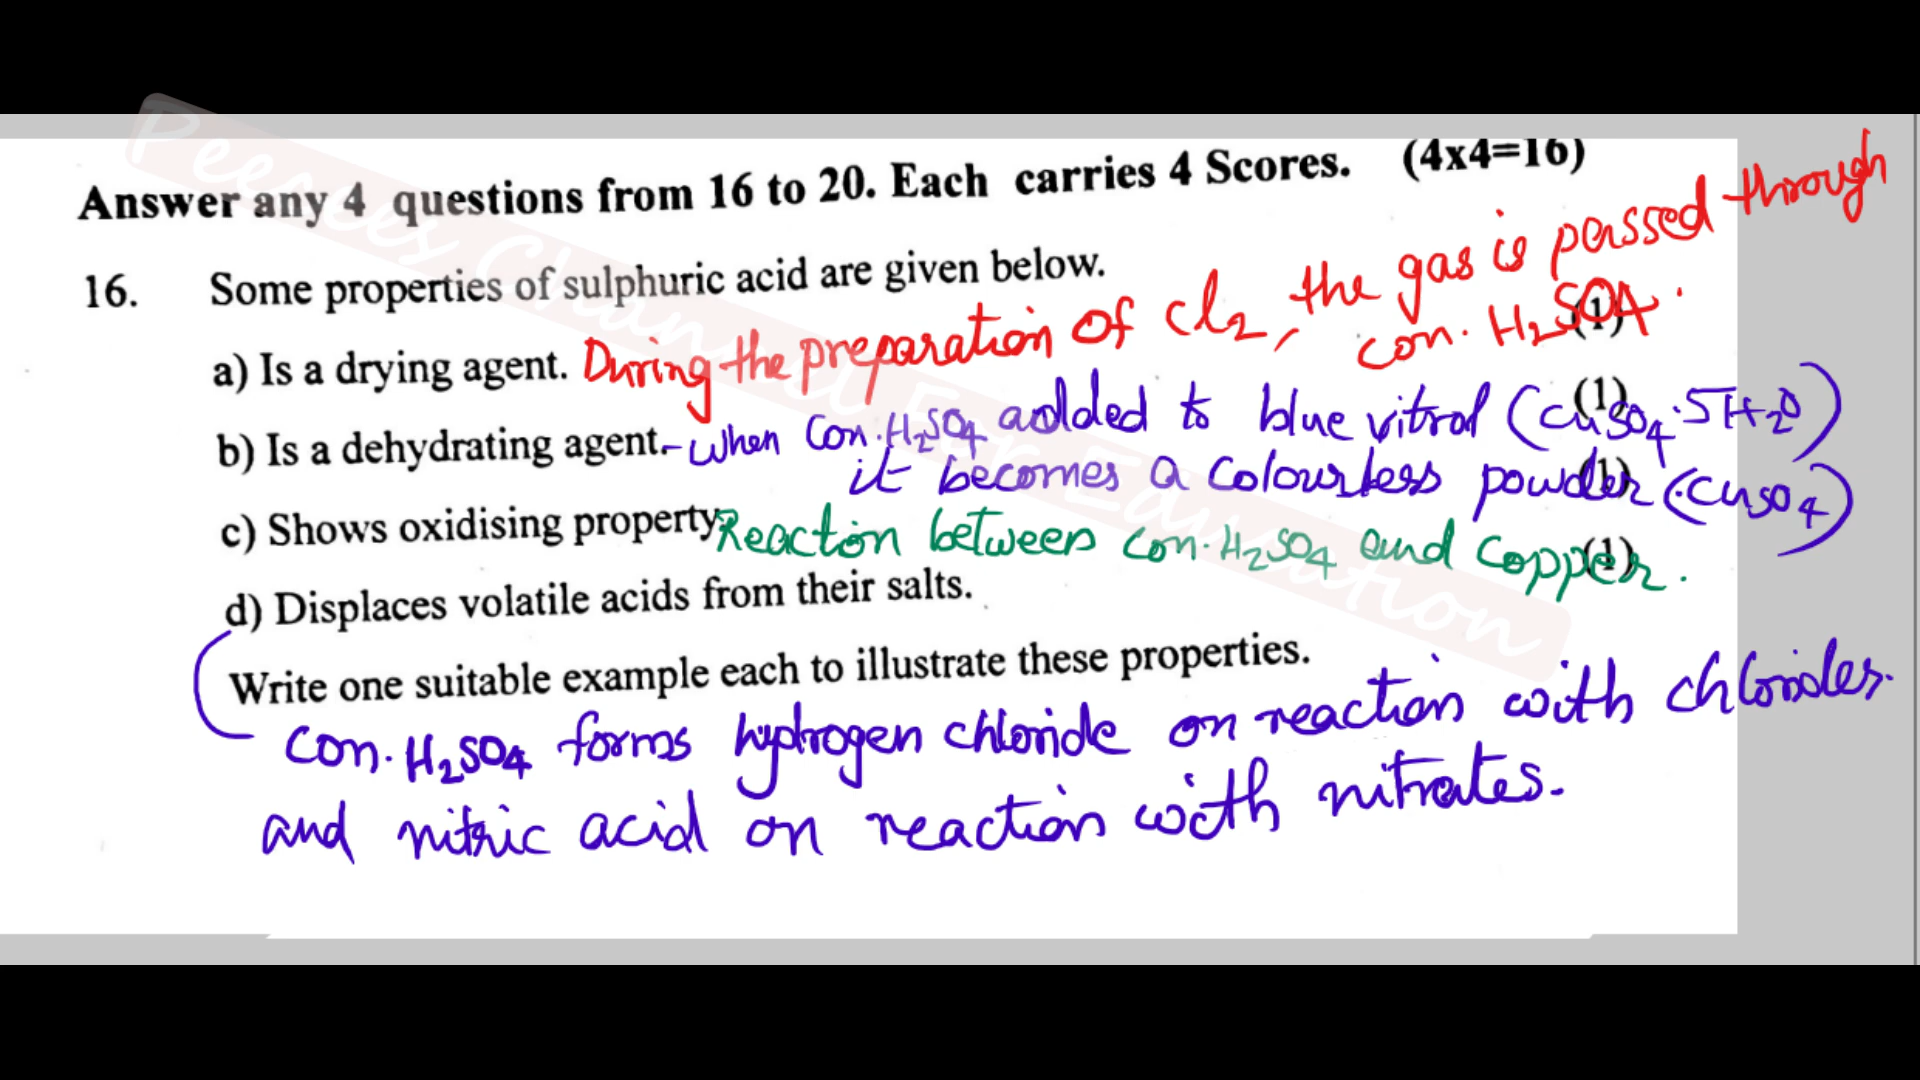 Answer any 4 questions from 16 to 20. Each carries 4 Scores. (4x4=16)
16. Some properties of sulphuric acid are given below.
a) Is a drying agent. During the preparation of Cl2, the gas is passed through con. H2SO4. (1)
b) Is a dehydrating agent. - when Con. H2SO4 added to blue vitrol (CuSO4.5H2O) (1)
it becomes a colourless powder (CuSO4) (1)
c) Shows oxidising property. Reaction between con. H2SO4 and Copper. (1)
d) Displaces volatile acids from their salts.
Write one suitable example each to illustrate these properties.
con. H2SO4 forms hydrogen chloride on reaction with chlorides.
and nitric acid on reaction with nitrates.
Peeces Channel For Education